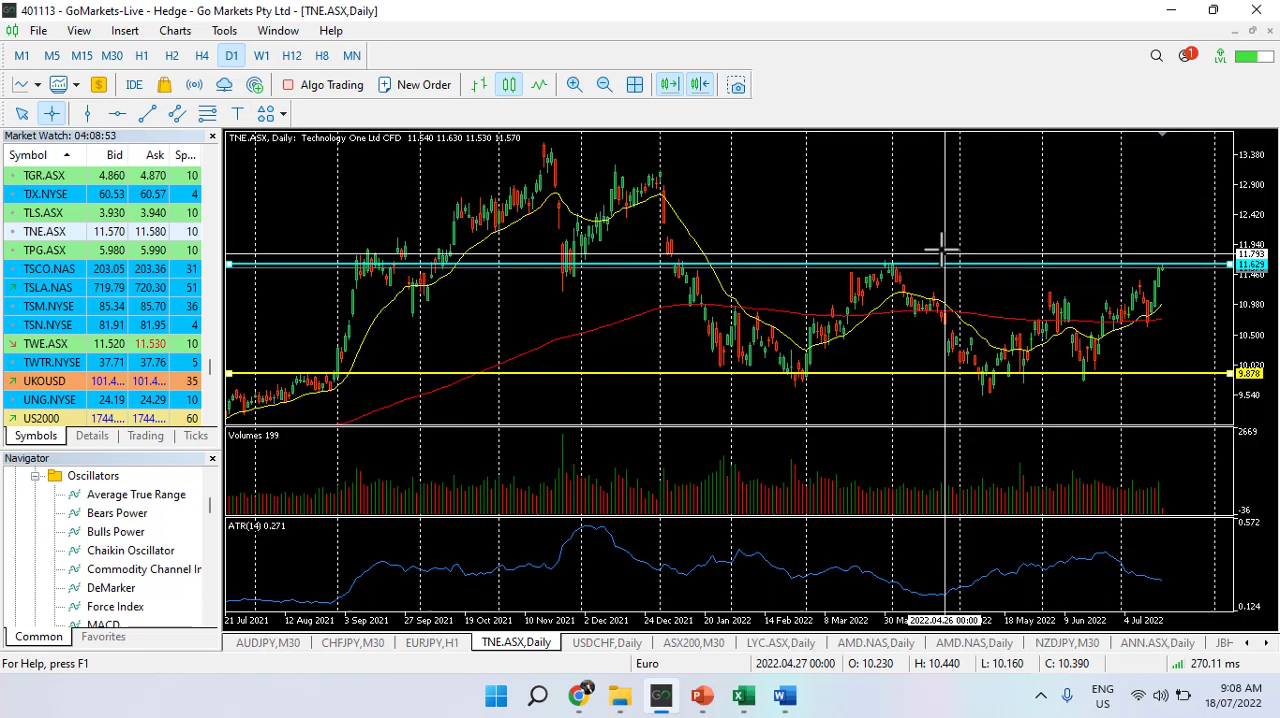 401113 - GoMarkets-Live - Hedge - Go Markets Pty Ltd - [TNE.ASX,Daily]
File View Insert Charts Tools Window Help
M1 M5 M15 M30 H1 H2 H4 D1 W1 H12 H8 MN
1 LVL
IDE Algo Trading New Order
Market Watch: 04:08:53
Symbol Bid Ask Sp...
TGR.ASX 4.860 4.870 10
TJX.NYSE 60.53 60.57 4
TLS.ASX 3.930 3.940 10
TNE.ASX 11.570 11.580 10
TPG.ASX 5.980 5.990 10
TSCO.NAS 203.05 203.36 31
TSLA.NAS 719.79 720.30 51
TSM.NYSE 85.34 85.70 36
TSN.NYSE 81.91 81.95 4
TWE.ASX 11.520 11.530 10
TWTR.NYSE 37.71 37.76 5
UKOUSD 101.4... 101.4... 35
UNG.NYSE 24.19 24.29 10
US2000 1744.... 1744.... 60
Symbols Details Trading Ticks
Navigator
Oscillators
Average True Range
Bears Power
Bulls Power
Chaikin Oscillator
Commodity Channel In
DeMarker
Force Index
MACD
Common Favorites
TNE.ASX, Daily: Technology One Ltd CFD 11.540 11.630 11.530 11.570
13.380
12.900
12.420
11.940
11.793
11.629
11.460
10.980
10.500
9.878
9.540
Volumes 199
2669
-36
ATR(14) 0.271
0.572
0.124
21 Jul 2021 12 Aug 2021 3 Sep 2021 27 Sep 2021 19 Oct 2021 10 Nov 2021 2 Dec 2021 24 Dec 2021 20 Jan 2022 14 Feb 2022 8 Mar 2022 30 Ma 2022.04.26 00:00 22 18 May 2022 9 Jun 2022 4 Jul 2022
AUDJPY,M30 CHFJPY,M30 EURJPY,H1 TNE.ASX,Daily USDCHF,Daily ASX200,M30 LYC.ASX,Daily AMD.NAS,Daily AMD.NAS,Daily NZDJPY,M30 ANN.ASX,Daily JBH
For Help, press F1 Euro 2022.04.27 00:00 O: 10.230 H: 10.440 L: 10.160 C: 10.390 270.11 ms
ENG
US
9:08 AM
18/07/2022